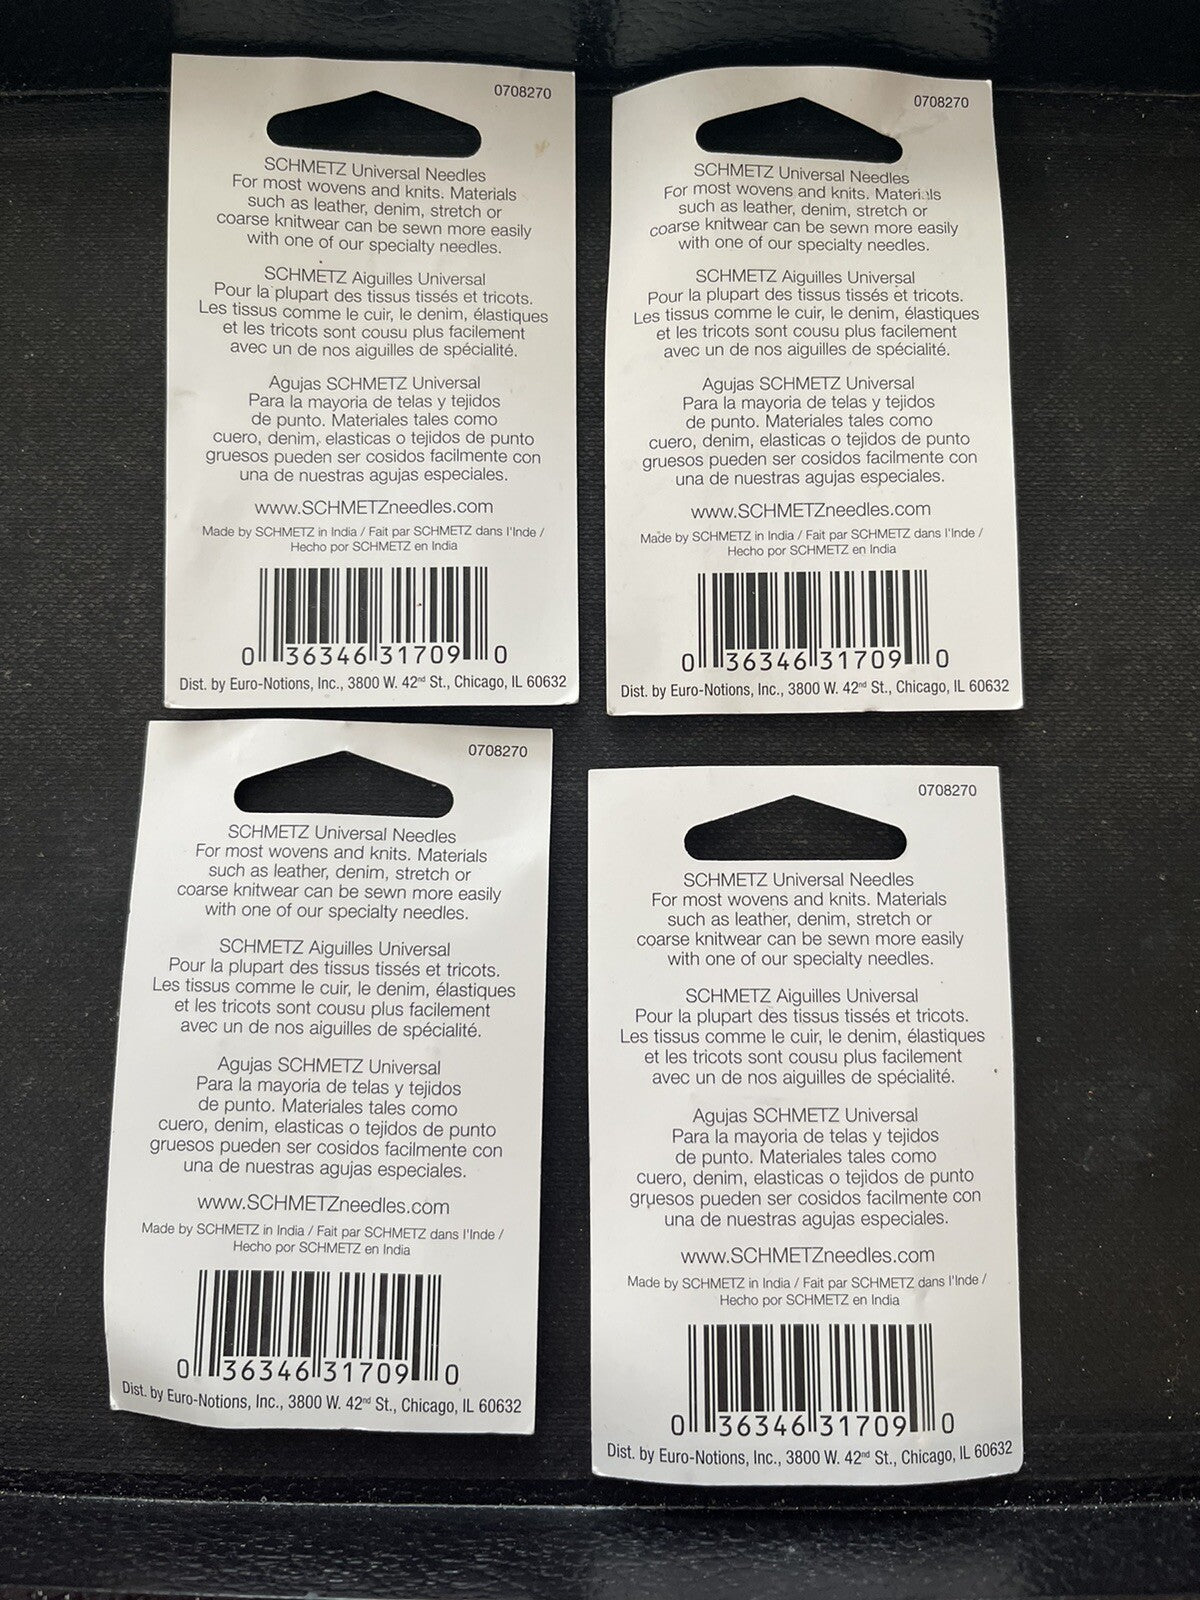 0708270
SCHMETZ Universal Needles
For most wovens and knits. Materials
such as leather, denim, stretch or
coarse knitwear can be sewn more easily
with one of our specialty needles.
SCHMETZ Aiguilles Universal
Pour la plupart des tissus tissés et tricots.
Les tissus comme le cuir, le denim, élastiques
et les tricots sont cousu plus facilement
avec un de nos aiguilles de spécialité.
Agujas SCHMETZ Universal
Para la mayoria de telas y tejidos
de punto. Materiales tales como
cuero, denim, elasticas o tejidos de punto
gruesos pueden ser cosidos facilmente con
una de nuestras agujas especiales.
www.SCHMETZneedles.com
Made by SCHMETZ in India / Fait par SCHMETZ dans l'Inde /
Hecho por SCHMETZ en India
0 36346 31709 0
Dist. by Euro-Notions, Inc., 3800 W. 42nd St., Chicago, IL 60632
0708270
SCHMETZ Universal Needles
For most wovens and knits. Materials
such as leather, denim, stretch or
coarse knitwear can be sewn more easily
with one of our specialty needles.
SCHMETZ Aiguilles Universal
Pour la plupart des tissus tissés et tricots.
Les tissus comme le cuir, le denim, élastiques
et les tricots sont cousu plus facilement
avec un de nos aiguilles de spécialité.
Agujas SCHMETZ Universal
Para la mayoria de telas y tejidos
de punto. Materiales tales como
cuero, denim, elasticas o tejidos de punto
gruesos pueden ser cosidos facilmente con
una de nuestras agujas especiales.
www.SCHMETZneedles.com
Made by SCHMETZ in India / Fait par SCHMETZ dans l'Inde /
Hecho por SCHMETZ en India
0 36346 31709 0
Dist. by Euro-Notions, Inc., 3800 W. 42nd St., Chicago, IL 60632
0708270
SCHMETZ Universal Needles
For most wovens and knits. Materials
such as leather, denim, stretch or
coarse knitwear can be sewn more easily
with one of our specialty needles.
SCHMETZ Aiguilles Universal
Pour la plupart des tissus tissés et tricots.
Les tissus comme le cuir, le denim, élastiques
et les tricots sont cousu plus facilement
avec un de nos aiguilles de spécialité.
Agujas SCHMETZ Universal
Para la mayoria de telas y tejidos
de punto. Materiales tales como
cuero, denim, elasticas o tejidos de punto
gruesos pueden ser cosidos facilmente con
una de nuestras agujas especiales.
www.SCHMETZneedles.com
Made by SCHMETZ in India / Fait par SCHMETZ dans l'Inde /
Hecho por SCHMETZ en India
0 36346 31709 0
Dist. by Euro-Notions, Inc., 3800 W. 42nd St., Chicago, IL 60632
0708270
SCHMETZ Universal Needles
For most wovens and knits. Materials
such as leather, denim, stretch or
coarse knitwear can be sewn more easily
with one of our specialty needles.
SCHMETZ Aiguilles Universal
Pour la plupart des tissus tissés et tricots.
Les tissus comme le cuir, le denim, élastiques
et les tricots sont cousu plus facilement
avec un de nos aiguilles de spécialité.
Agujas SCHMETZ Universal
Para la mayoria de telas y tejidos
de punto. Materiales tales como
cuero, denim, elasticas o tejidos de punto
gruesos pueden ser cosidos facilmente con
una de nuestras agujas especiales.
www.SCHMETZneedles.com
Made by SCHMETZ in India / Fait par SCHMETZ dans l'Inde /
Hecho por SCHMETZ en India
0 36346 31709 0
Dist. by Euro-Notions, Inc., 3800 W. 42nd St., Chicago, IL 60632